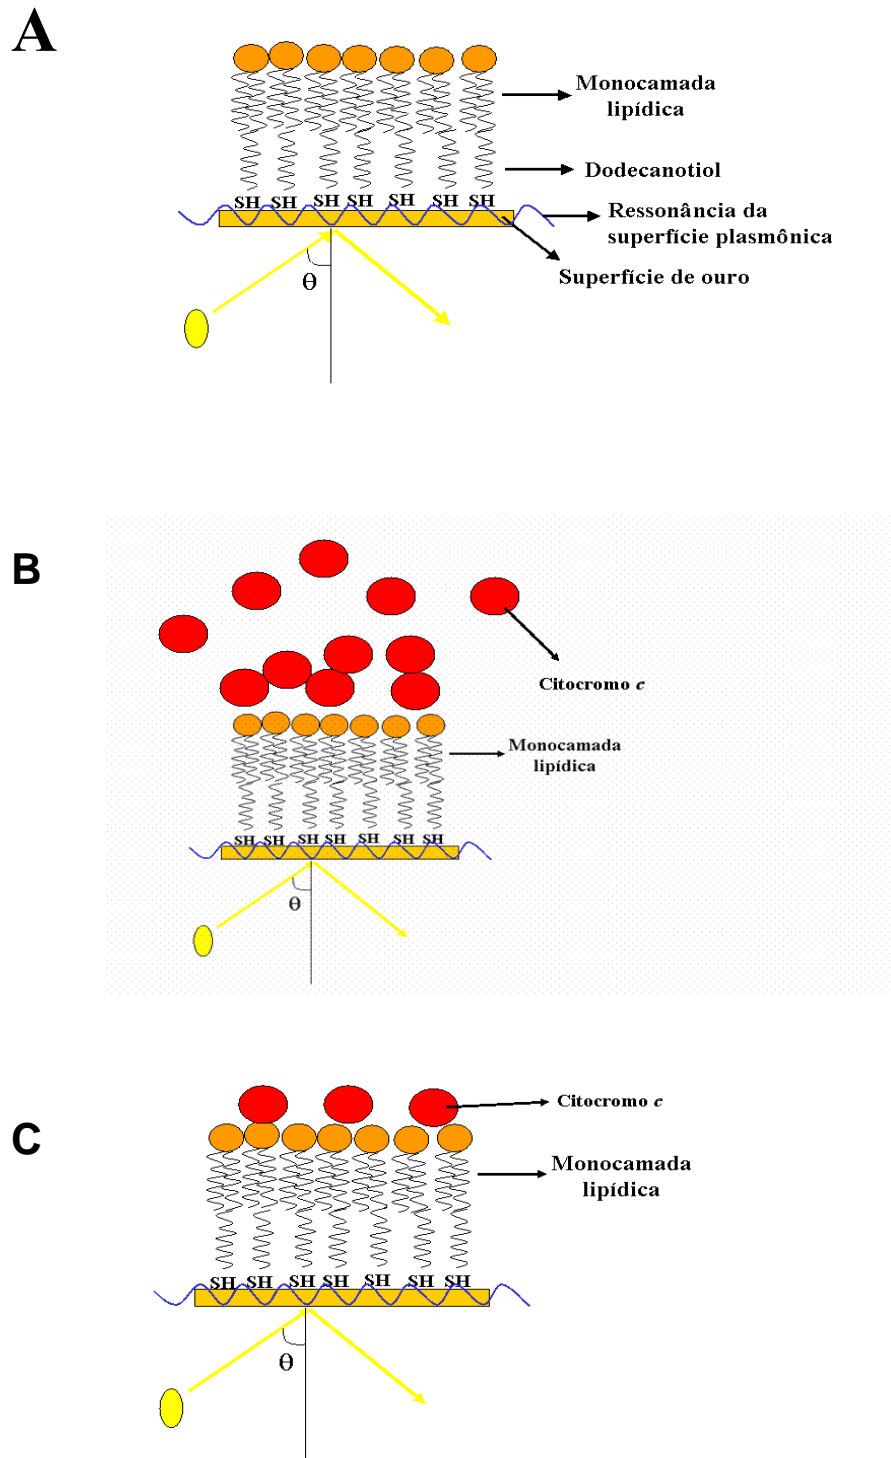 A
Monocamada
lipídica
Dodecanotiol
SH SH SH SH SH SH SH
Ressonância da
superfície plasmônica
Superfície de ouro
θ
B
Citocromo c
Monocamada
lipídica
SH SH SH SH SH SH SH
θ
C
Citocromo c
Monocamada
lipídica
SH SH SH SH SH SH SH
θ